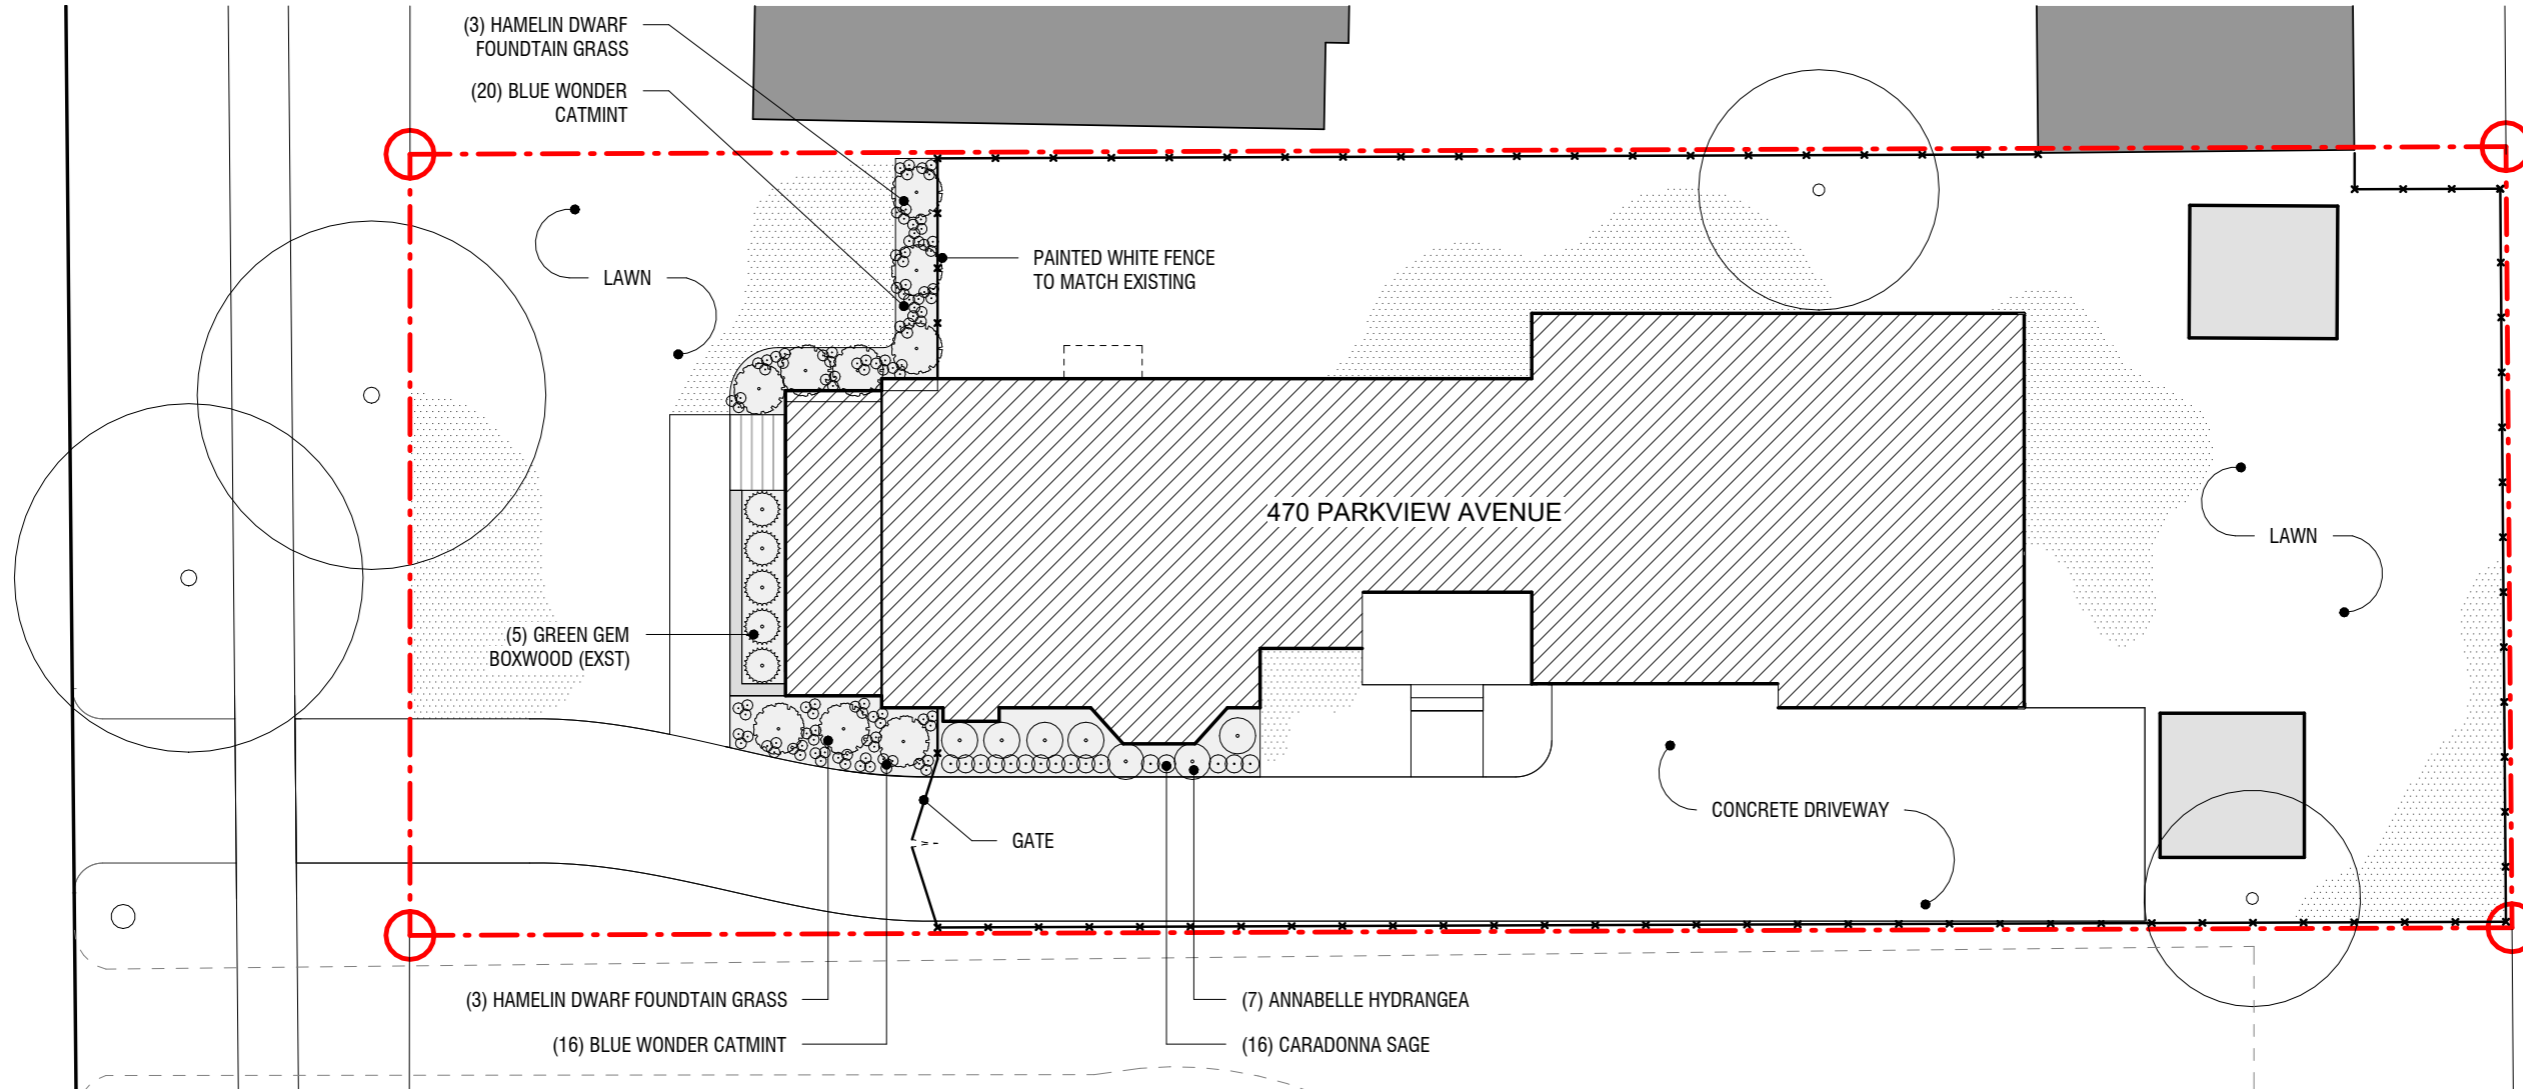 (3) HAMELIN DWARF
FOUNDTAIN GRASS
(20) BLUE WONDER
CATMINT
LAWN
PAINTED WHITE FENCE
TO MATCH EXISTING
470 PARKVIEW AVENUE
LAWN
(5) GREEN GEM
BOXWOOD (EXST)
CONCRETE DRIVEWAY
GATE
(3) HAMELIN DWARF FOUNDTAIN GRASS
(7) ANNABELLE HYDRANGEA
(16) BLUE WONDER CATMINT
(16) CARADONNA SAGE